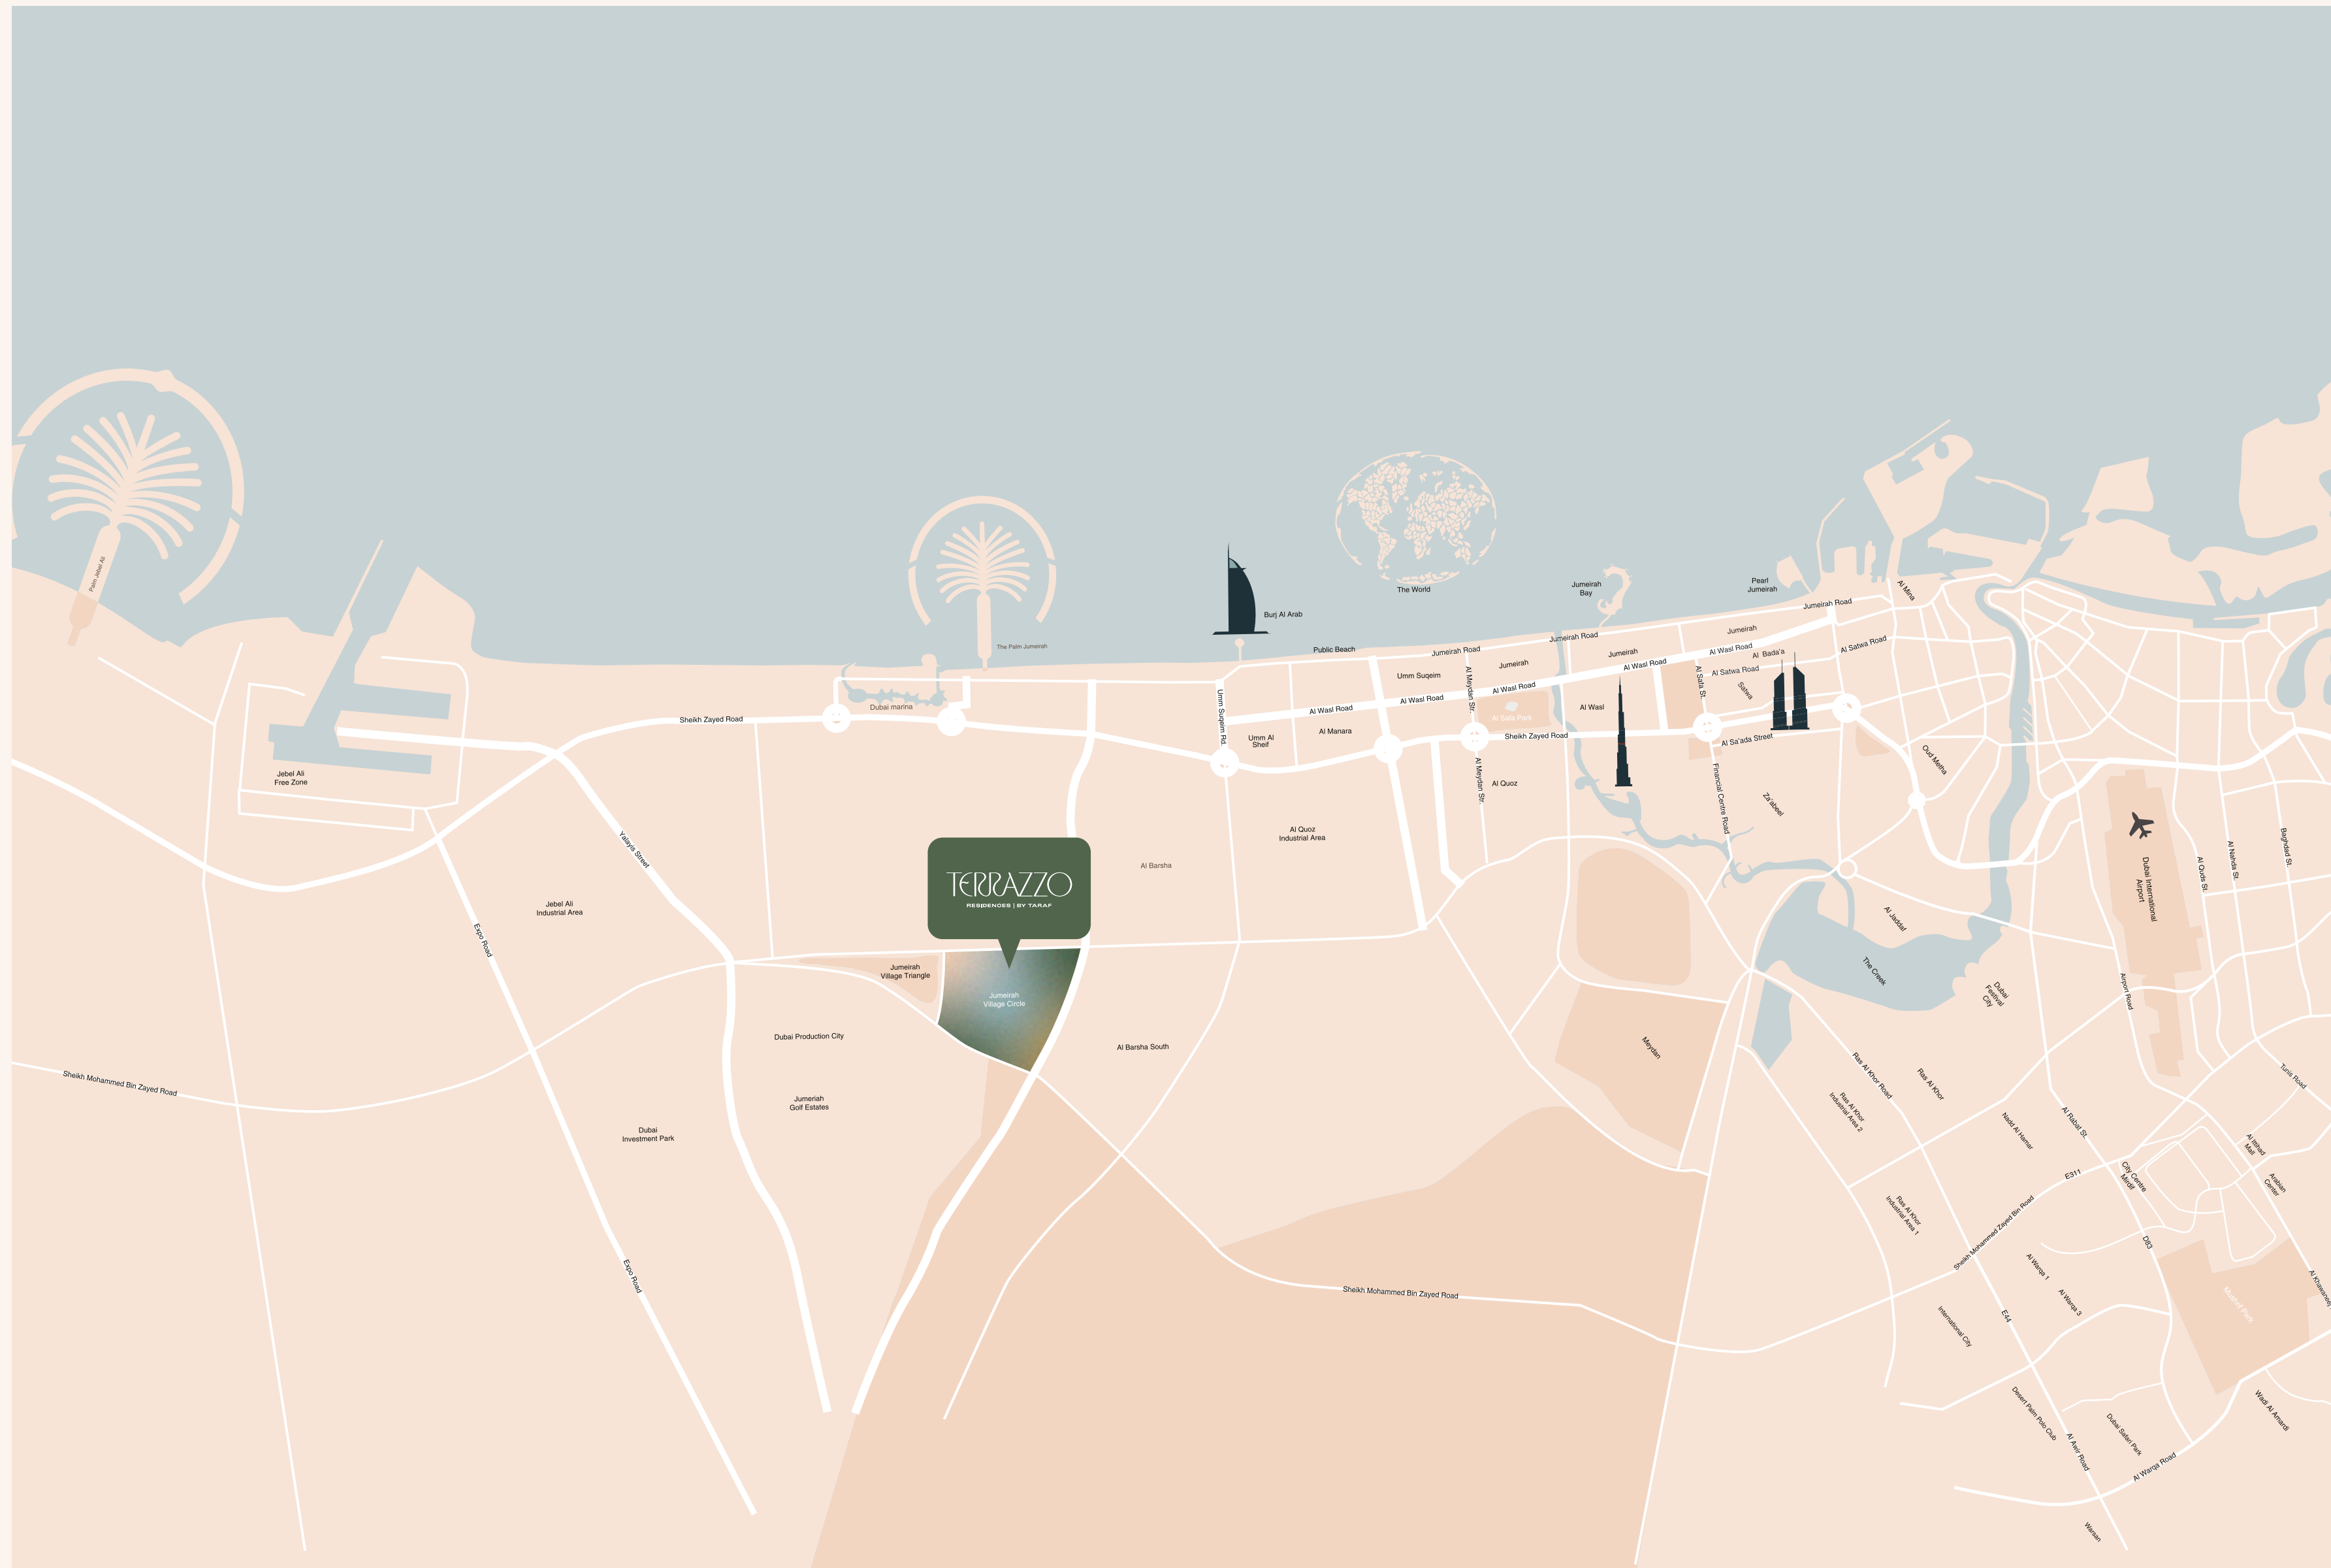 Palm Jebel Ali
The Palm Jumeirah
Burj Al Arab
The World
Jumeirah
Bay
Pearl
Jumeirah
Al Mina
Jumeirah Road
Jumeirah Road
Jumeirah Road
Public Beach
Jumeirah
Jumeirah
Jumeirah
Al Wasl Road
Al Wasl Road
Al Wasl Road
Al Wasl Road
Al Wasl Road
Al Bada'a
Al Satwa Road
Al Satwa Road
Satwa
Al Safa St.
Umm Suqeim
Al Meydan Str.
Al Meydan Str.
Umm Suqeim Rd.
Al Safa Park
Al Wasl
Dubai marina
Sheikh Zayed Road
Sheikh Zayed Road
Umm Al
Sheif
Al Manara
Al Sa'ada Street
Financial Centre Road
Za'abeel
Oud Metha
Al Quoz
Jebel Ali
Free Zone
Yalayis Street
Al Quoz
Industrial Area
Al Barsha
TERRAZZO
RESIDENCES | BY TARAF
Jebel Ali
Industrial Area
Expo Road
Jumeirah
Village Triangle
Jumeirah
Village Circle
Dubai Production City
Al Barsha South
Jumeriah
Golf Estates
Dubai
Investment Park
Sheikh Mohammed Bin Zayed Road
Expo Road
Sheikh Mohammed Bin Zayed Road
Meydan
Al Jaddaf
The Creek
Dubai
Festival
City
Dubai International
Airport
Al Quds St.
Al Nahda St.
Baghdad St.
Airport Road
Ras Al Khor Road
Ras Al Khor
Ras Al Khor
Industrial Area 2
Ras Al Khor
Industrial Area 1
Nadd Al Hamar
Al Rabat St.
Tunis Road
Al Ittihad
Mall
Arabian
Center
City Centre
Mirdif
E311
Sheikh Mohammed Zayed Bin Road
D83
Al Warqa 1
Al Warqa 3
International City
E44
Mushrif Park
Al Khawaneej
Desert Palm Polo Club
Dubai Safari Park
Al Awir Road
Al Warqa Road
Wadi Al Amardi
Warsan